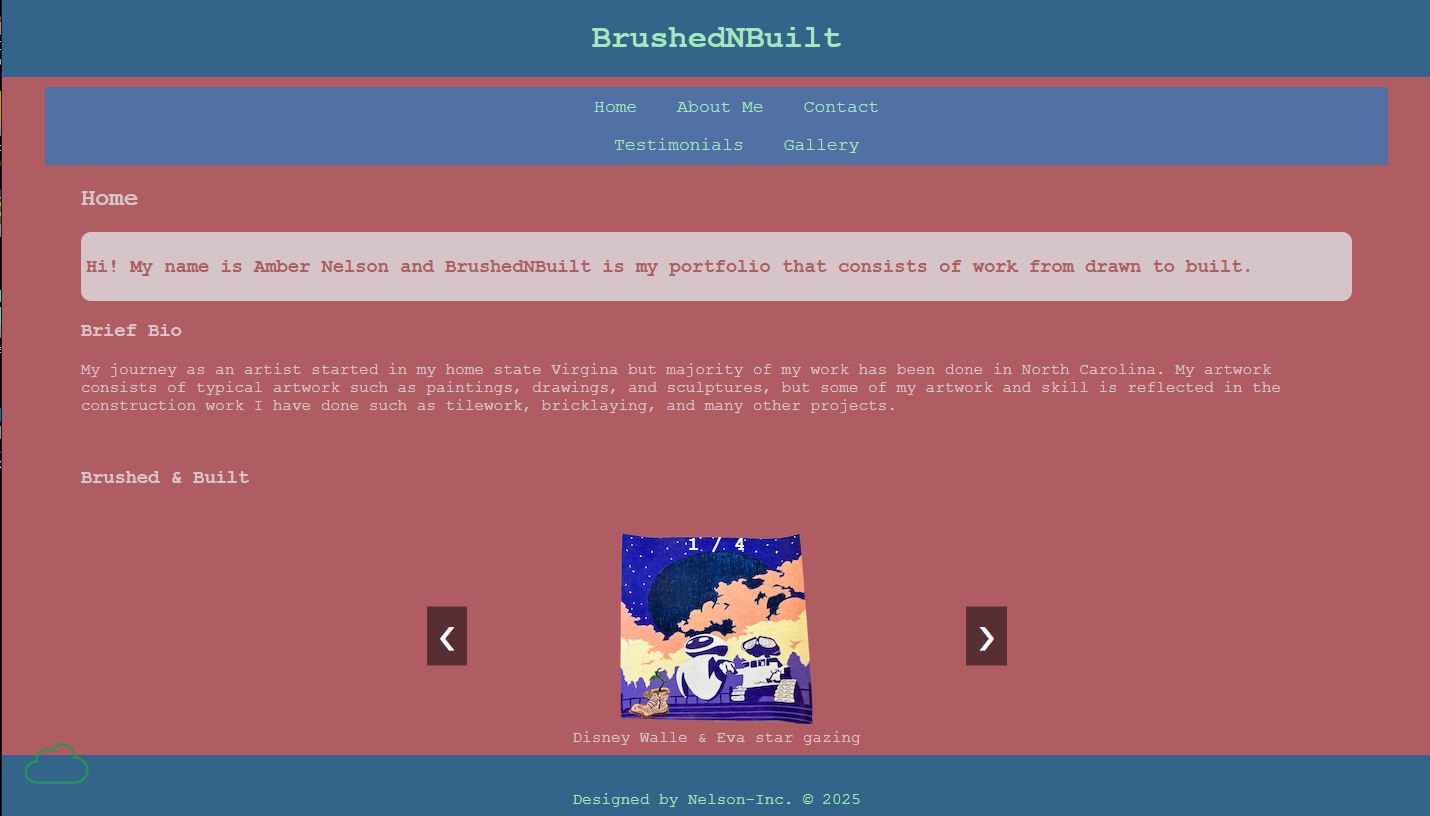 BrushedNBuilt
Home About Me Contact
Testimonials Gallery
Home
Hi! My name is Amber Nelson and BrushedNBuilt is my portfolio that consists of work from drawn to built.
Brief Bio
My journey as an artist started in my home state Virgina but majority of my work has been done in North Carolina. My artwork
consists of typical artwork such as paintings, drawings, and sculptures, but some of my artwork and skill is reflected in the
construction work I have done such as tilework, bricklaying, and many other projects.
Brushed & Built
1 / 4
❮ ❯
Disney Walle & Eva star gazing
Designed by Nelson-Inc. © 2025